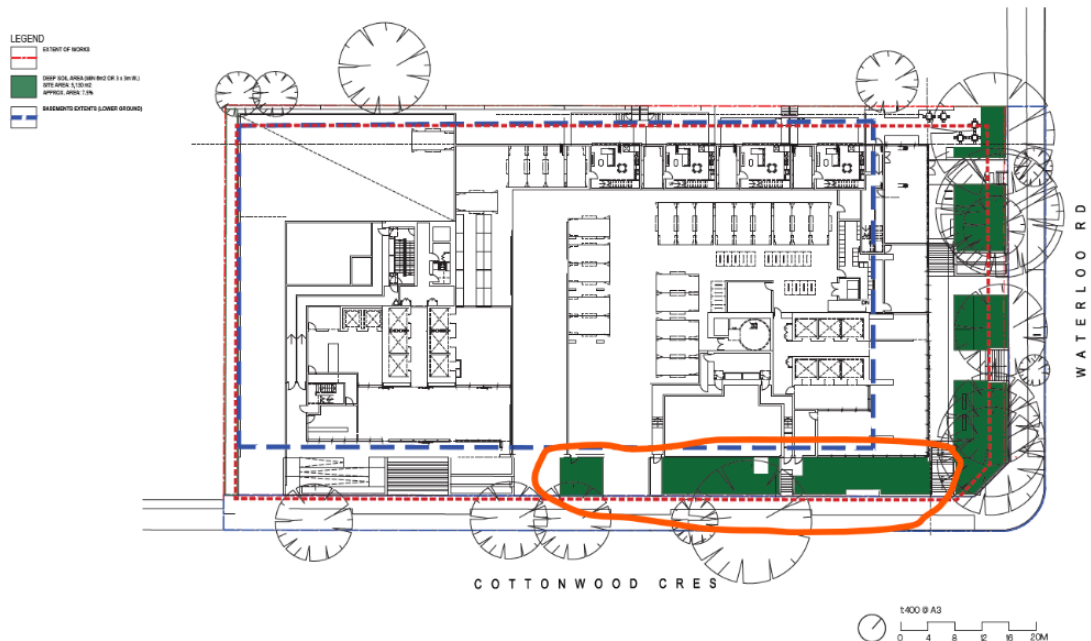 LEGEND
EXTENT OF WORKS
DEEP SOIL AREA (MIN 6m2 OR 3 x 3m W.)
SITE AREA: 5,130 m2
APPROX. AREA: 7.5%
BASEMENTS EXTENTS (LOWER GROUND)
WATERLOO RD
COTTONWOOD CRES
1:400 @ A3
0 4 8 12 16 20M